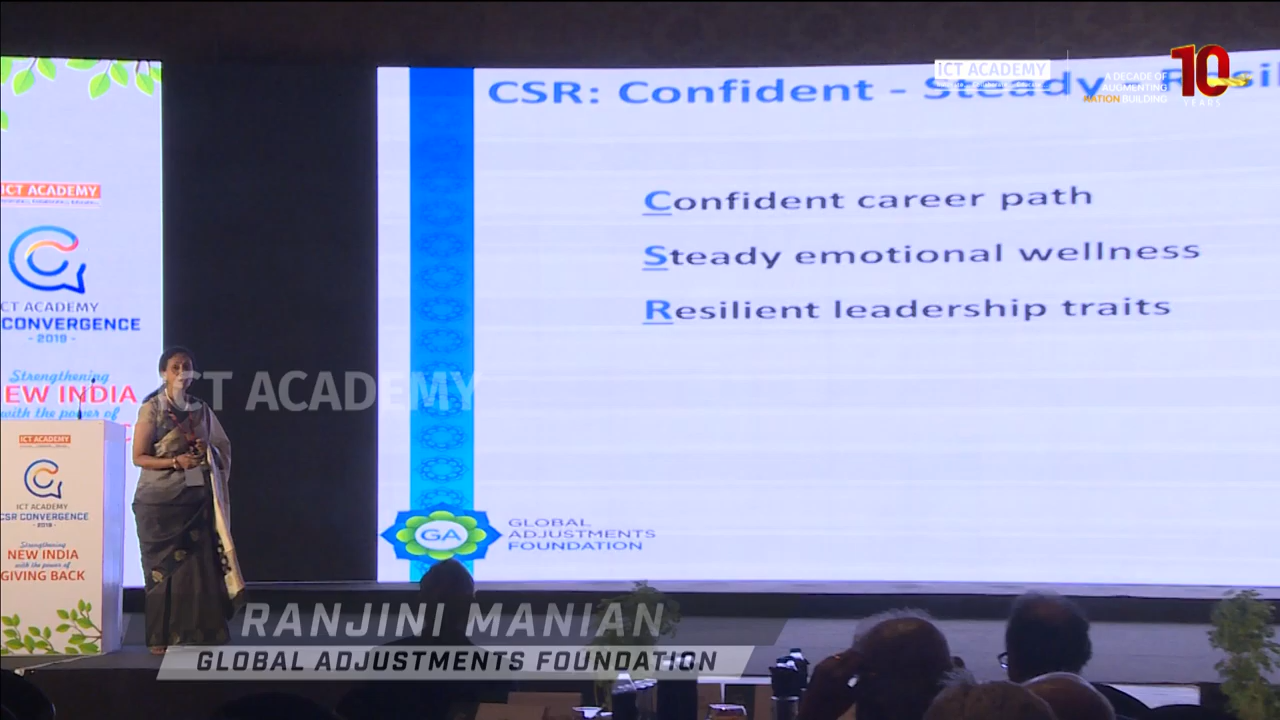 CSR: Confident - Steady
ICT ACADEMY
A DECADE OF
AUGMENTING
NATION BUILDING
10
YEARS
Confident career path
Steady emotional wellness
Resilient leadership traits
GA
GLOBAL
ADJUSTMENTS
FOUNDATION
ICT ACADEMY
ICT ACADEMY
CONVERGENCE
- 2019 -
Strengthening
EW INDIA
with the power of
ICT ACADEMY
ICT ACADEMY
ICT ACADEMY
CSR CONVERGENCE
- 2019 -
Strengthening
NEW INDIA
with the power of
GIVING BACK
RANJINI MANIAN
GLOBAL ADJUSTMENTS FOUNDATION